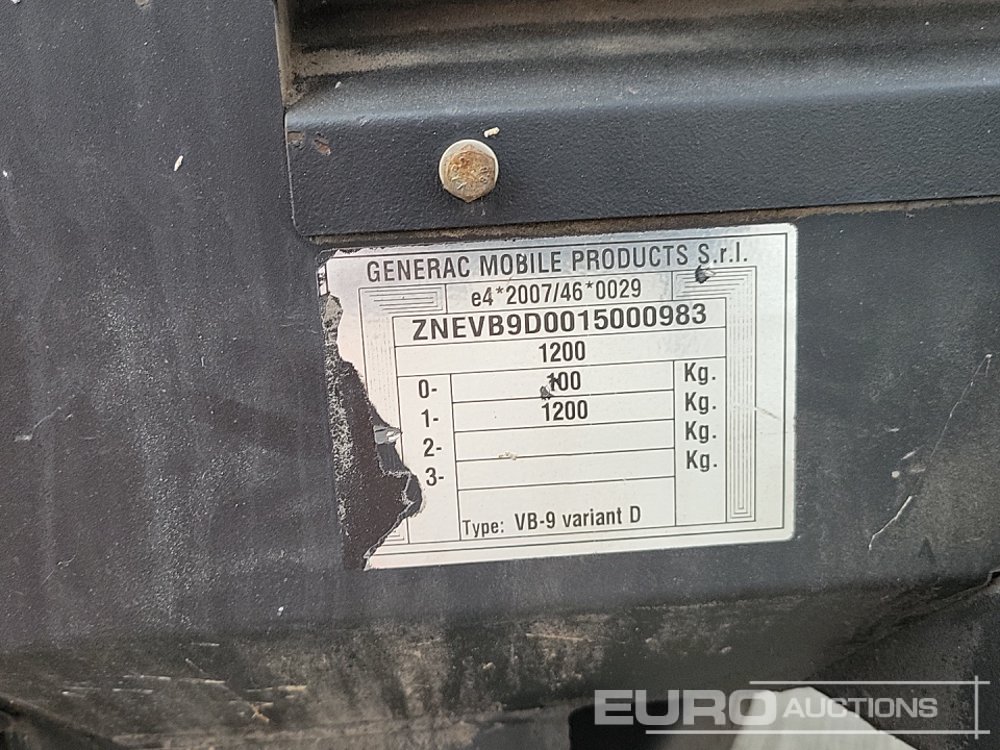 GENERAC MOBILE PRODUCTS S.r.l.
e4*2007/46*0029
ZNEVB9D0015000983
1200
0- 100 Kg.
1- 1200 Kg.
2- Kg.
3- Kg.
Type: VB-9 variant D
EURO AUCTIONS